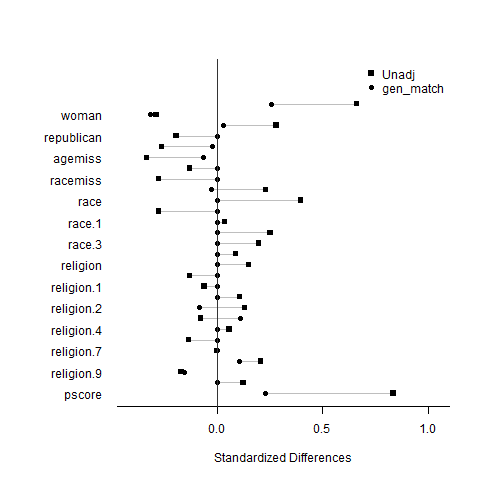 Unadj
gen_match
woman
republican
agemiss
racemiss
race
race.1
race.3
religion
religion.1
religion.2
religion.4
religion.7
religion.9
pscore
0.0 0.5 1.0
Standardized Differences